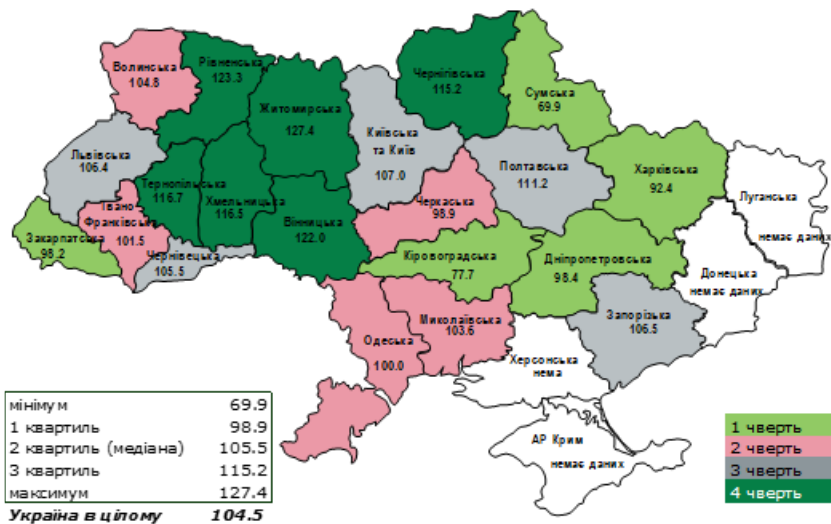 Волинська
104.8
Рівненська
123.3
Житомирська
127.4
Київська
та Київ
107.0
Чернігівська
115.2
Сумська
69.9
Львівська
106.4
Тернопільська
116.7
Хмельницька
116.5
Вінницька
122.0
Черкаська
98.9
Полтавська
111.2
Харківська
92.4
Луганська
немає даних
Закарпатська
98.2
Івано
Франківська
101.5
Чернівецька
105.5
Кіровоградська
77.7
Дніпропетровська
98.4
Донецька
немає даних
Одеська
100.0
Миколаївська
103.6
Запорізька
106.5
Херсонська
нема
АР Крим
немає даних
мінімум 69.9
1 квартиль 98.9
2 квартиль (медіана) 105.5
3 квартиль 115.2
максимум 127.4
Україна в цілому 104.5
1 чверть
2 чверть
3 чверть
4 чверть